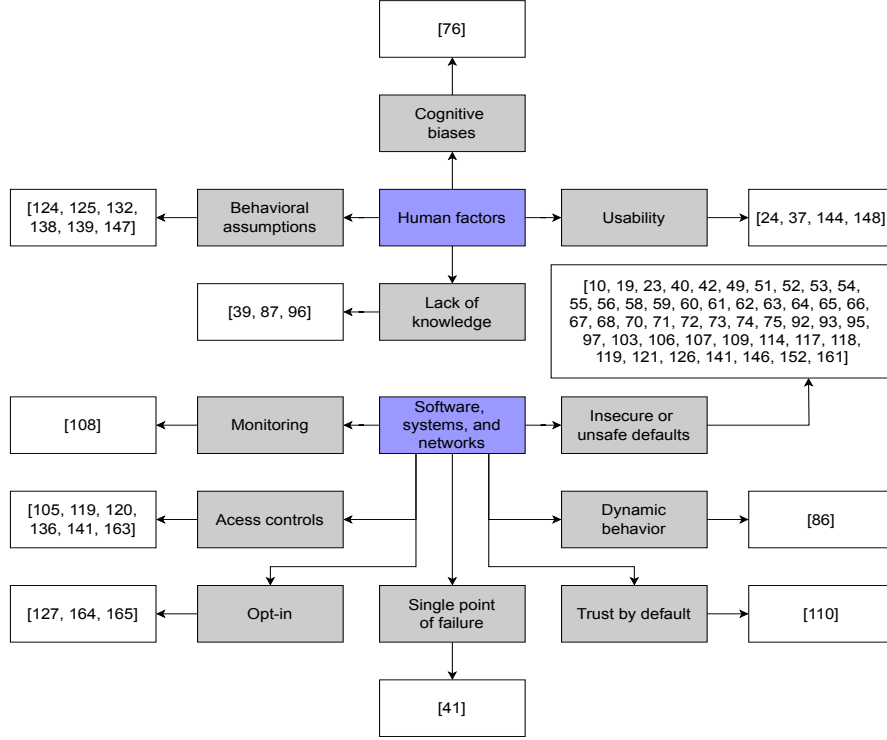 [76]
Cognitive
biases
[124, 125, 132,
138, 139, 147]
Behavioral
assumptions
Human factors
Usability
[24, 37, 144, 148]
[39, 87, 96]
Lack of
knowledge
[10, 19, 23, 40, 42, 49, 51, 52, 53, 54,
55, 56, 58, 59, 60, 61, 62, 63, 64, 65, 66,
67, 68, 70, 71, 72, 73, 74, 75, 92, 93, 95,
97, 103, 106, 107, 109, 114, 117, 118,
119, 121, 126, 141, 146, 152, 161]
[108]
Monitoring
Software,
systems, and
networks
Insecure or
unsafe defaults
[105, 119, 120,
136, 141, 163]
Acess controls
Dynamic
behavior
[86]
[127, 164, 165]
Opt-in
Single point
of failure
Trust by default
[110]
[41]